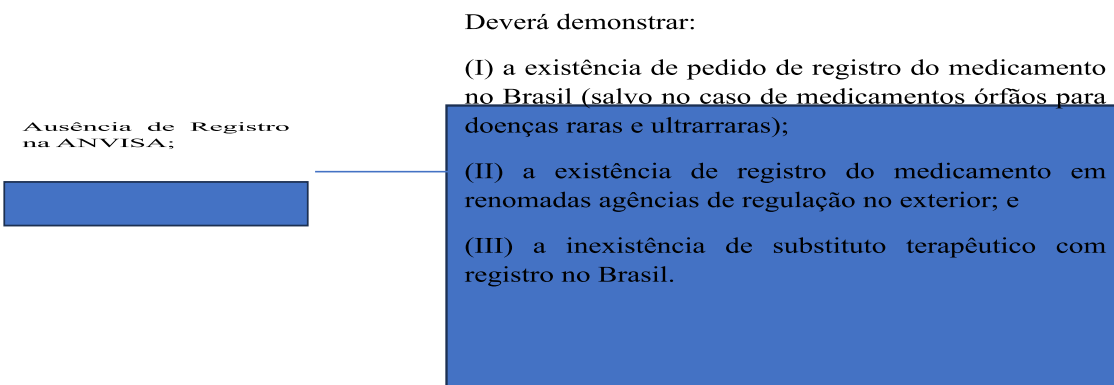 Deverá demonstrar:
(I) a existência de pedido de registro do medicamento
no Brasil (salvo no caso de medicamentos órfãos para
doenças raras e ultrarraras);
Ausência de Registro
na ANVISA;
(II) a existência de registro do medicamento em
renomadas agências de regulação no exterior; e
(III) a inexistência de substituto terapêutico com
registro no Brasil.